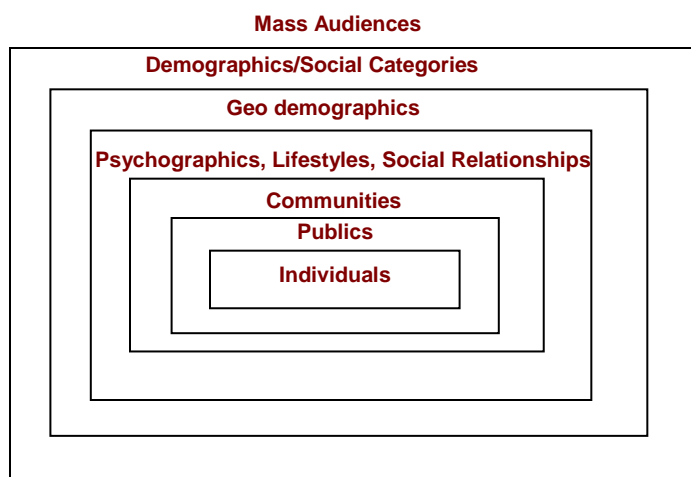 Mass Audiences
Demographics/Social Categories
Geo demographics
Psychographics, Lifestyles, Social Relationships
Communities
Publics
Individuals